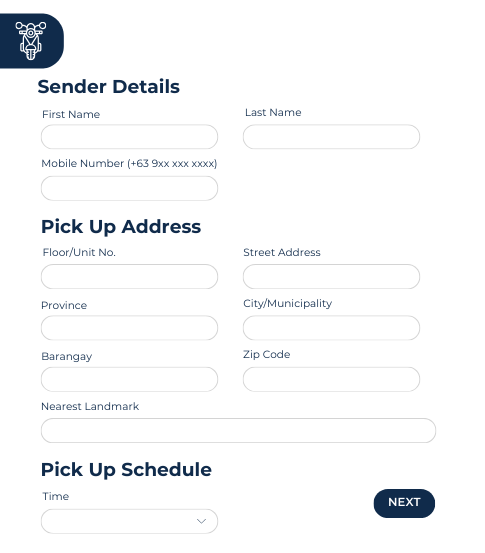 Sender Details
First Name
Last Name
Mobile Number (+63 9xx xxx xxxx)
Pick Up Address
Floor/Unit No.
Street Address
Province
City/Municipality
Barangay
Zip Code
Nearest Landmark
Pick Up Schedule
Time
NEXT